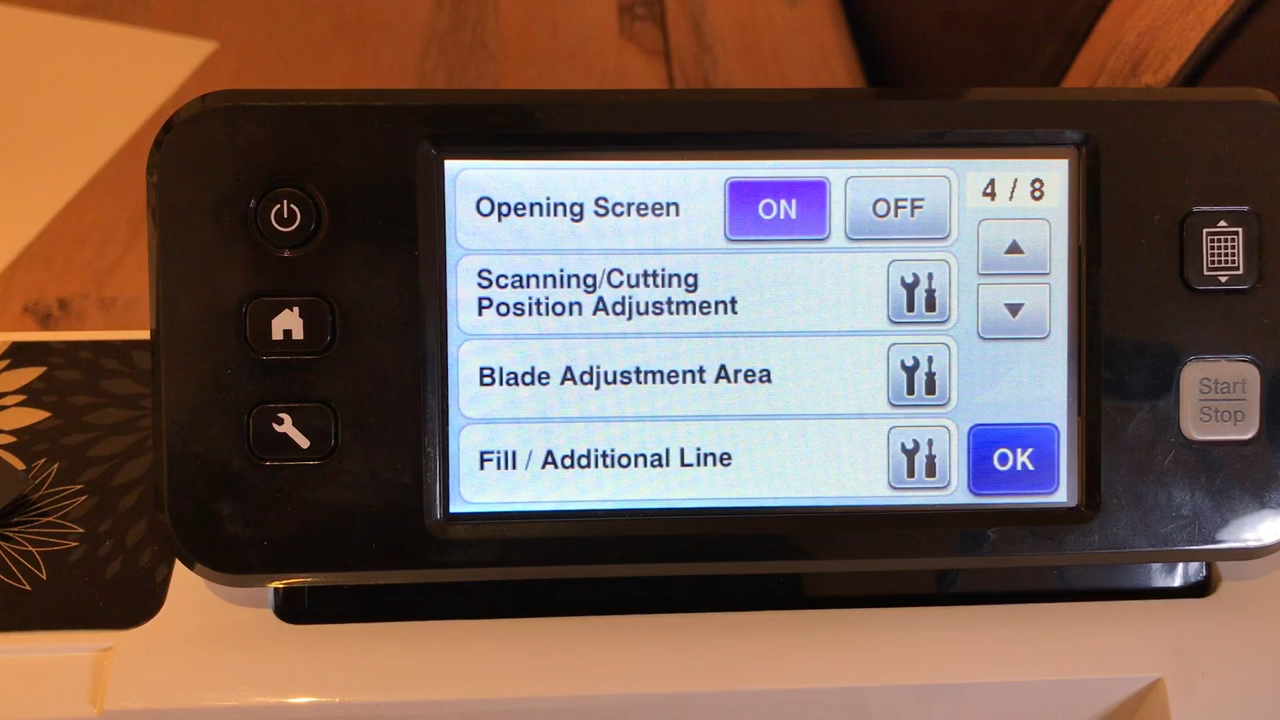 Opening Screen ON OFF 4 / 8
Scanning/Cutting
Position Adjustment
Blade Adjustment Area
Fill / Additional Line
OK
Start
Stop